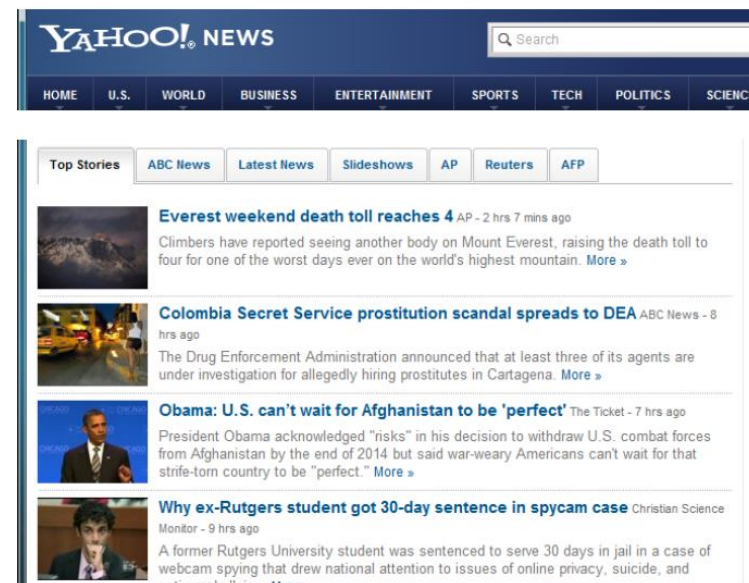 YAHOO!® NEWS
Search
HOME U.S. WORLD BUSINESS ENTERTAINMENT SPORTS TECH POLITICS SCIENC
Top Stories ABC News Latest News Slideshows AP Reuters AFP
Everest weekend death toll reaches 4 AP - 2 hrs 7 mins ago
Climbers have reported seeing another body on Mount Everest, raising the death toll to
four for one of the worst days ever on the world's highest mountain. More »
Colombia Secret Service prostitution scandal spreads to DEA ABC News - 8
hrs ago
The Drug Enforcement Administration announced that at least three of its agents are
under investigation for allegedly hiring prostitutes in Cartagena. More »
Obama: U.S. can't wait for Afghanistan to be 'perfect' The Ticket - 7 hrs ago
President Obama acknowledged "risks" in his decision to withdraw U.S. combat forces
from Afghanistan by the end of 2014 but said war-weary Americans can't wait for that
strife-torn country to be "perfect." More »
Why ex-Rutgers student got 30-day sentence in spycam case Christian Science
Monitor - 9 hrs ago
A former Rutgers University student was sentenced to serve 30 days in jail in a case of
webcam spying that drew national attention to issues of online privacy, suicide, and